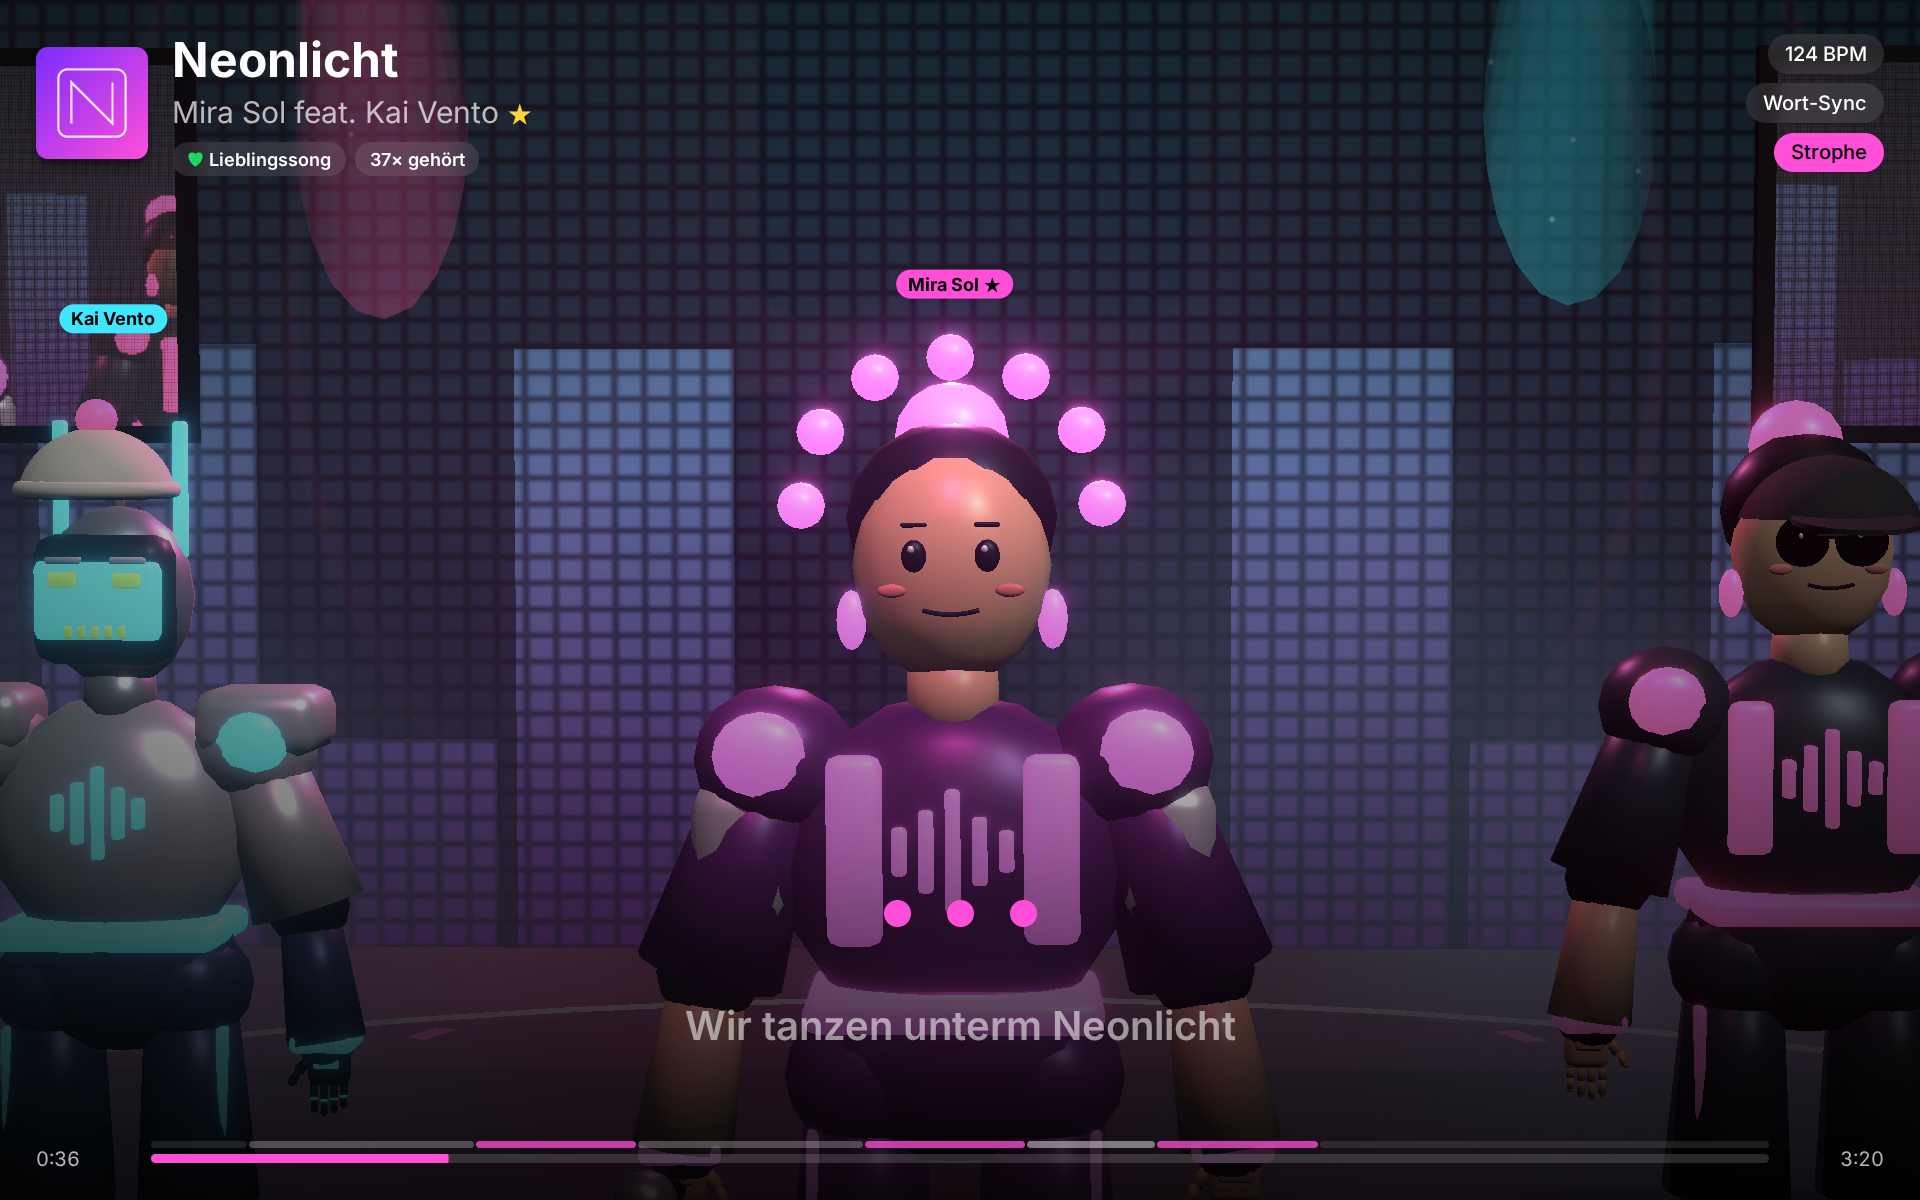 N
Neonlicht
Mira Sol feat. Kai Vento ★
Lieblingssong
37× gehört
124 BPM
Wort-Sync
Strophe
Mira Sol ★
Kai Vento
Wir tanzen unterm Neonlicht
0:36
3:20